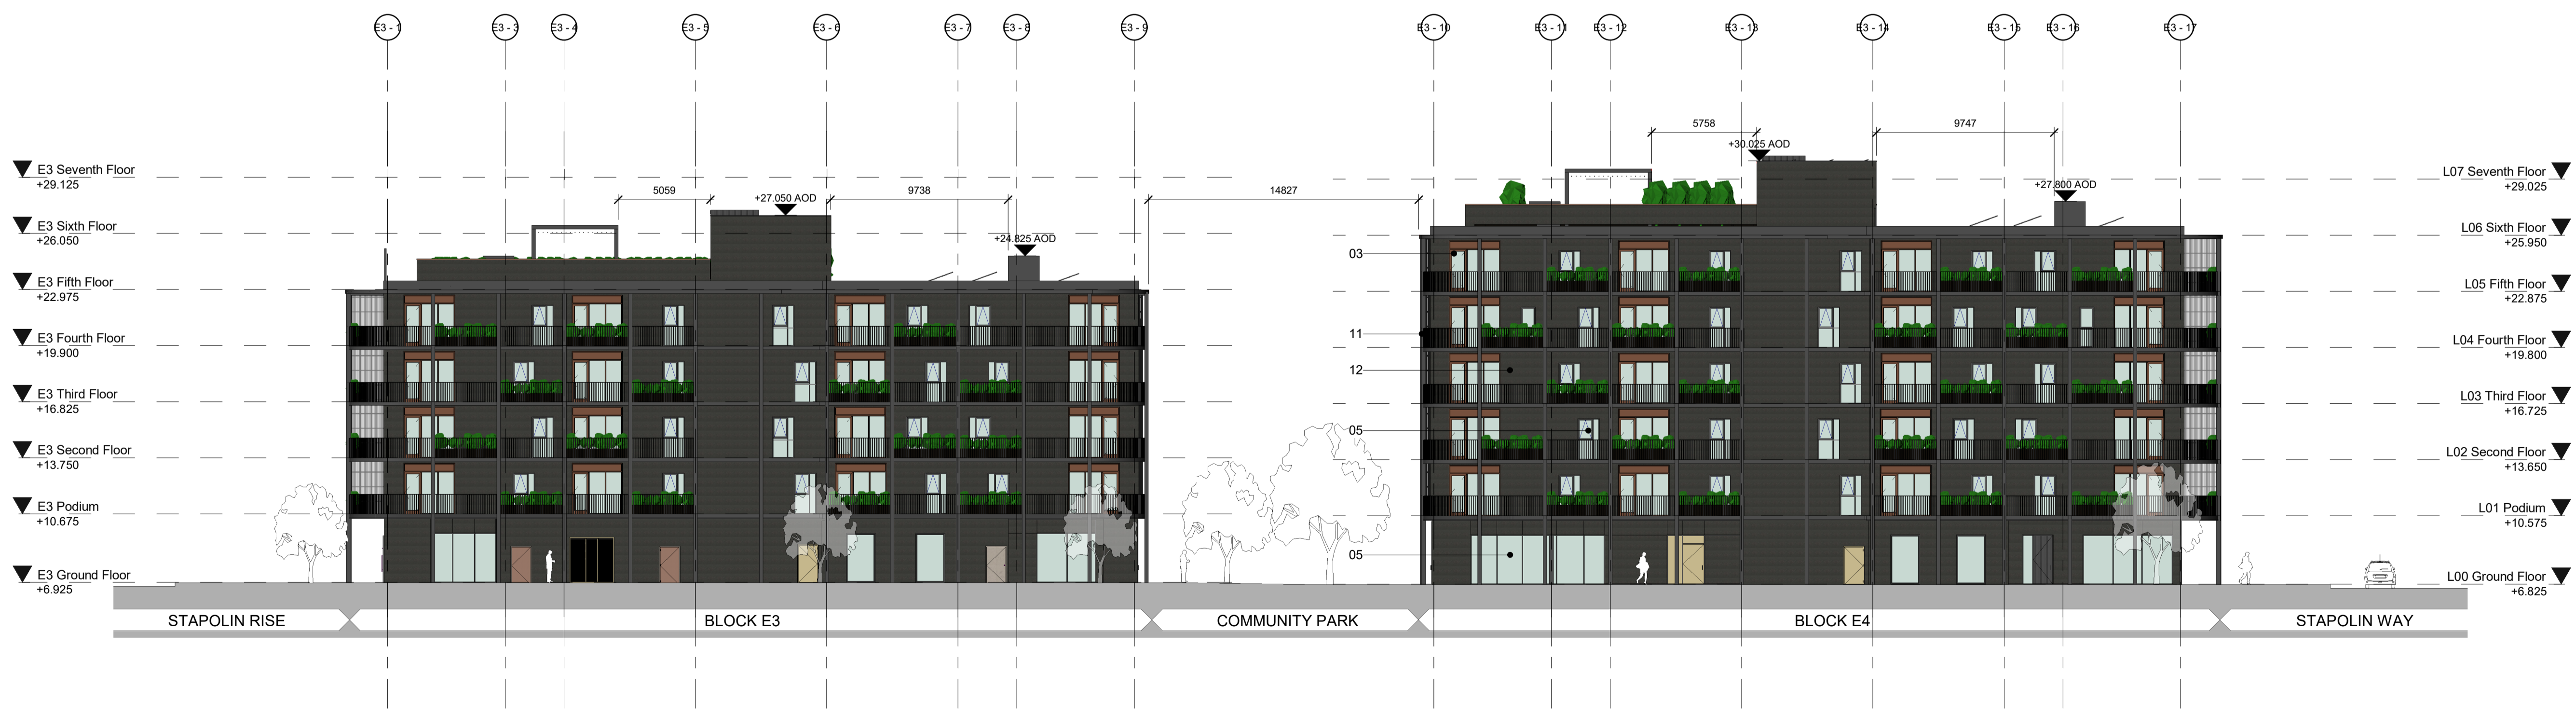 E3 - 1
E3 - 3
E3 - 4
E3 - 5
E3 - 6
E3 - 7
E3 - 8
E3 - 9
E3 - 10
E3 - 11
E3 - 12
E3 - 13
E3 - 14
E3 - 15
E3 - 16
E3 - 17
5758
9747
+30.025 AOD
E3 Seventh Floor
+29.125
5059
9738
14827
+27.050 AOD
+27.800 AOD
L07 Seventh Floor
+29.025
E3 Sixth Floor
+26.050
+24.825 AOD
L06 Sixth Floor
+25.950
03
E3 Fifth Floor
+22.975
L05 Fifth Floor
+22.875
11
E3 Fourth Floor
+19.900
L04 Fourth Floor
+19.800
12
E3 Third Floor
+16.825
L03 Third Floor
+16.725
05
E3 Second Floor
+13.750
L02 Second Floor
+13.650
E3 Podium
+10.675
L01 Podium
+10.575
05
E3 Ground Floor
+6.925
L00 Ground Floor
+6.825
STAPOLIN RISE
BLOCK E3
COMMUNITY PARK
BLOCK E4
STAPOLIN WAY